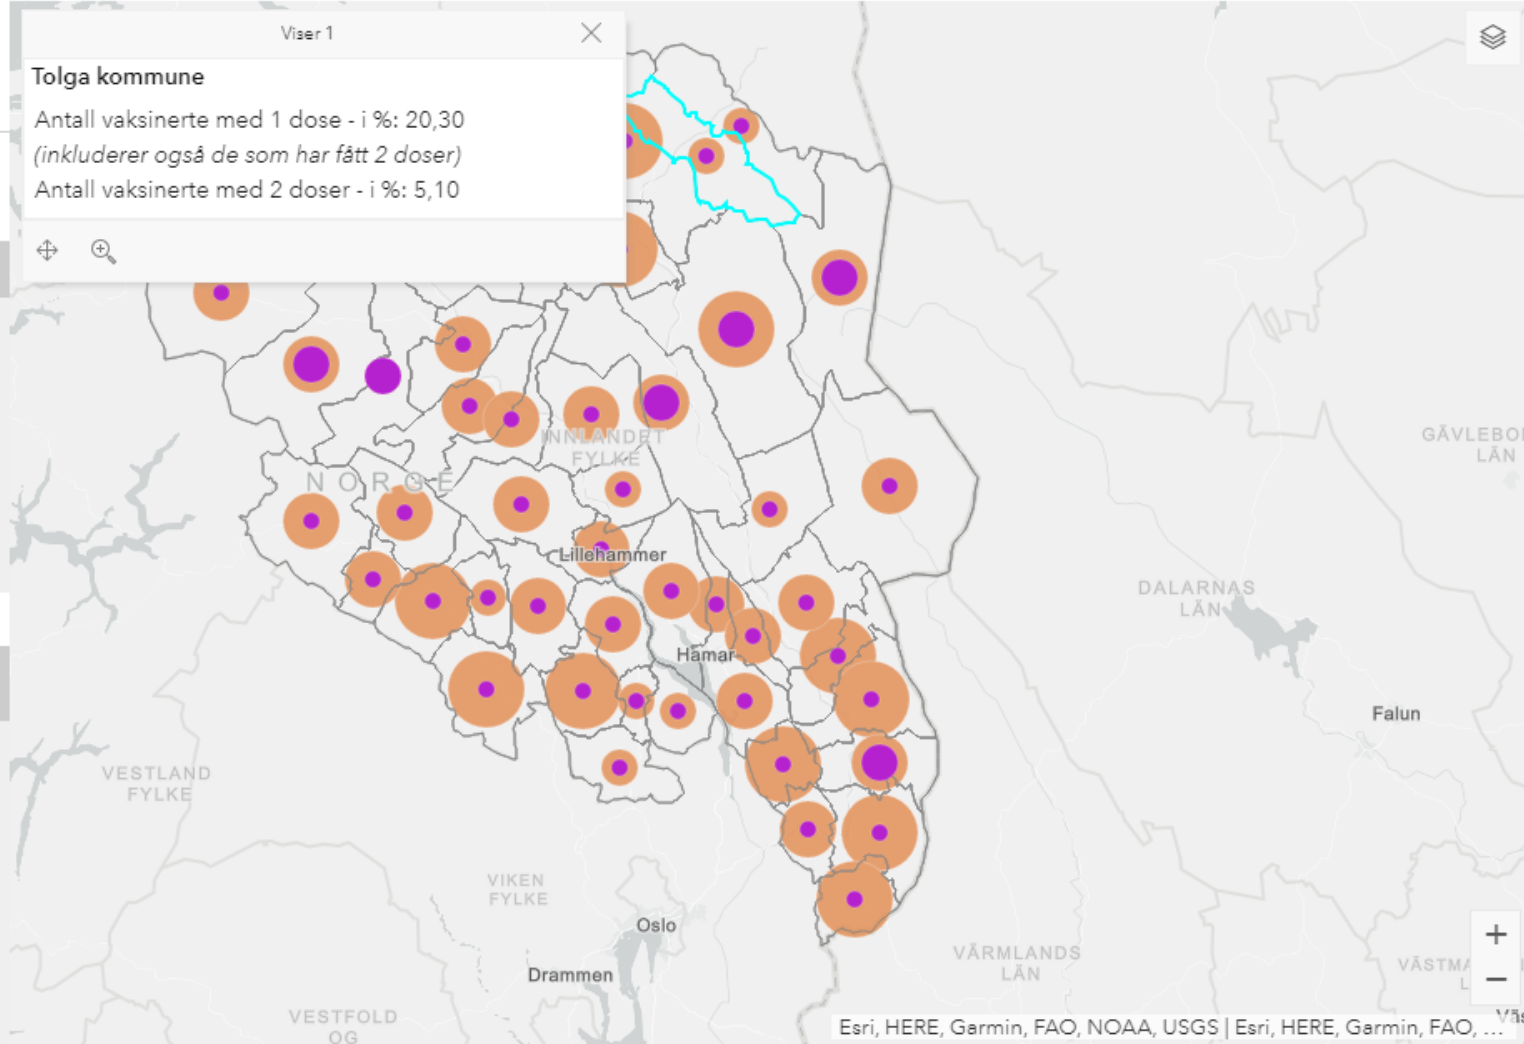 Viser 1
Tolga kommune
Antall vaksinerte med 1 dose - i %: 20,30
(inkluderer også de som har fått 2 doser)
Antall vaksinerte med 2 doser - i %: 5,10
INNLANDET
FYLKE
NORGE
GÄVLEBO
LÄN
Lillehammer
DALARNAS
LÄN
Hamar
Falun
VESTLAND
FYLKE
VIKEN
FYLKE
Oslo
VÄRMLANDS
LÄN
VÄSTMA
L
Drammen
VESTFOLD
OG
Väs
Esri, HERE, Garmin, FAO, NOAA, USGS | Esri, HERE, Garmin, FAO, ...